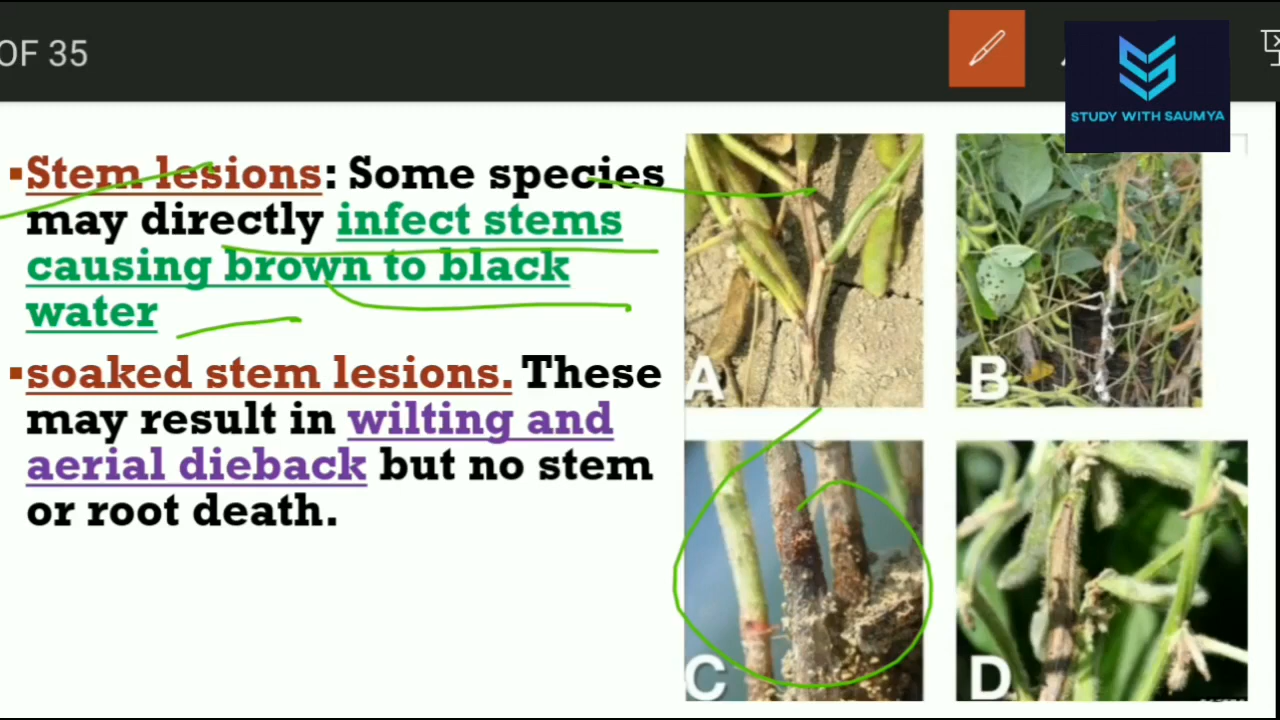 OF 35
STUDY WITH SAUMYA
▪Stem lesions: Some species
may directly infect stems
causing brown to black
water
▪soaked stem lesions. These
may result in wilting and
aerial dieback but no stem
or root death.
A
B
C
D